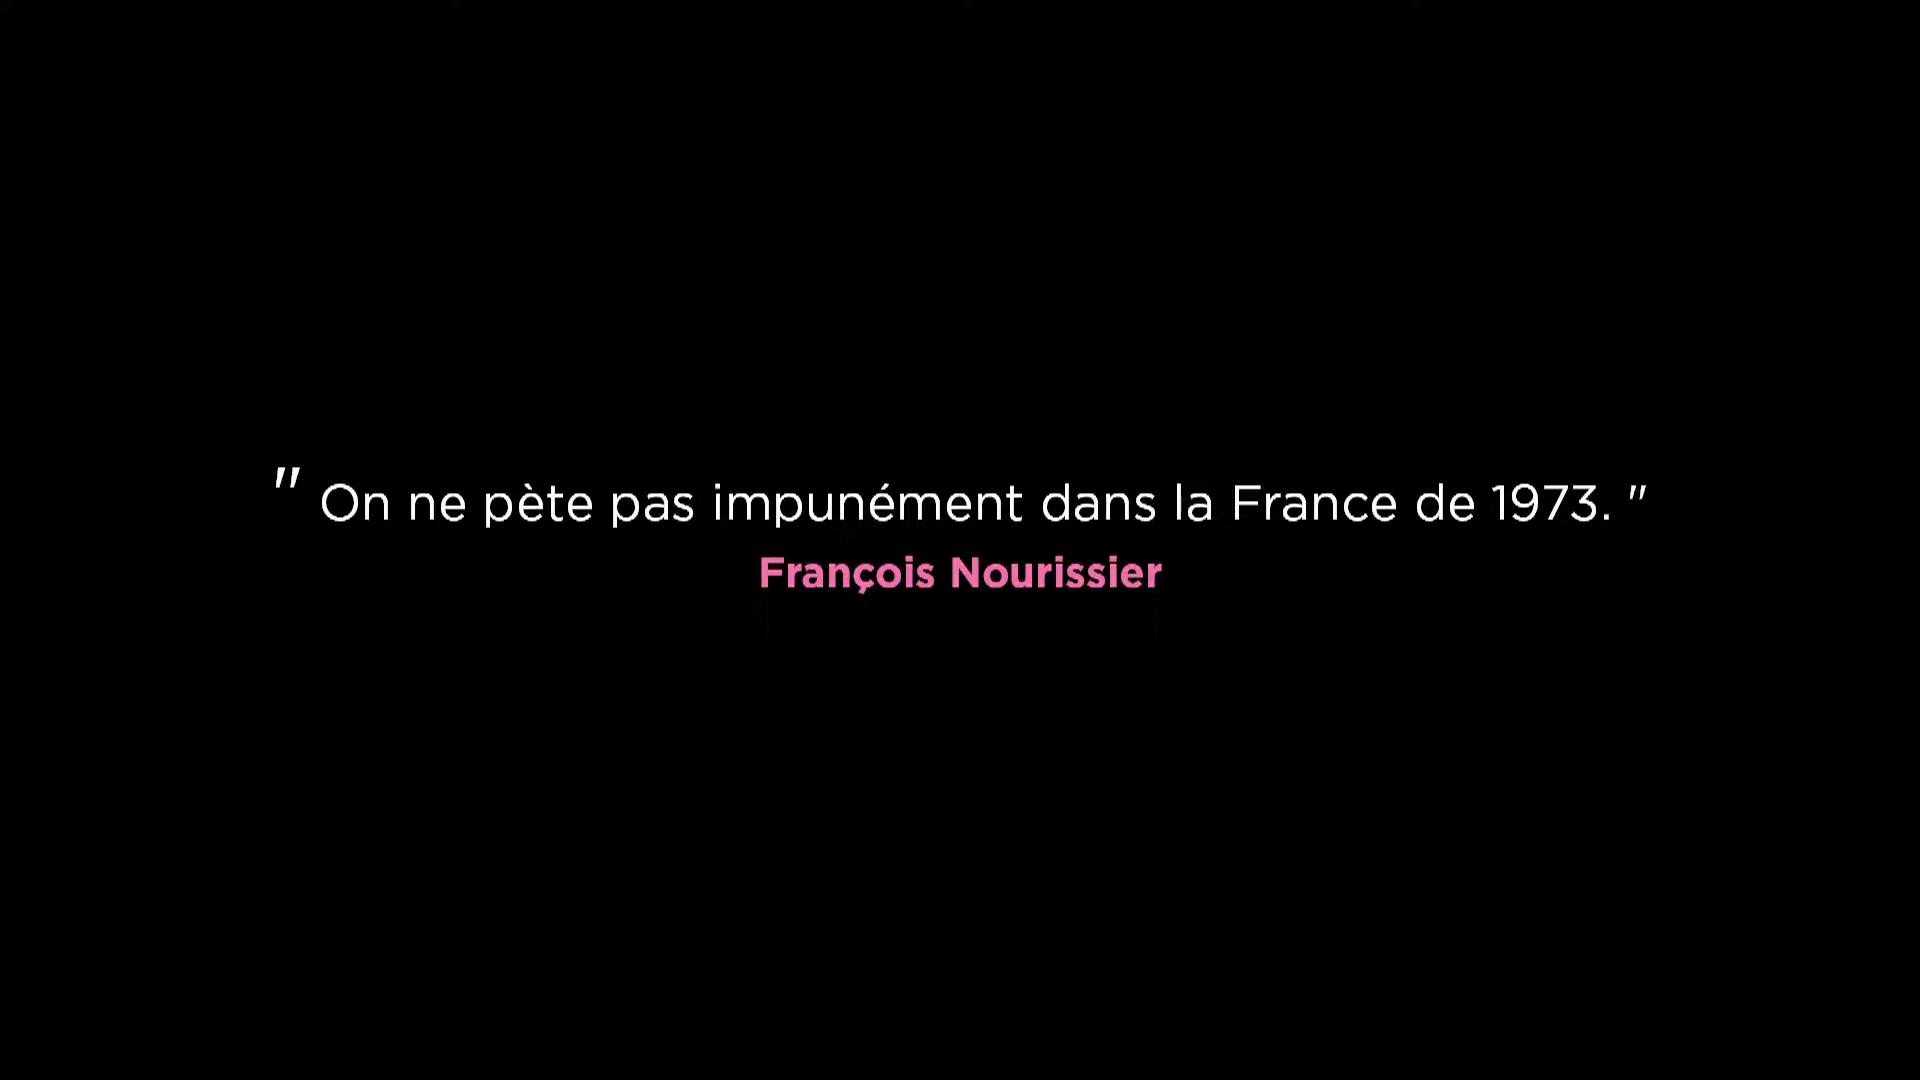 " On ne pète pas impunément dans la France de 1973. "
François Nourissier